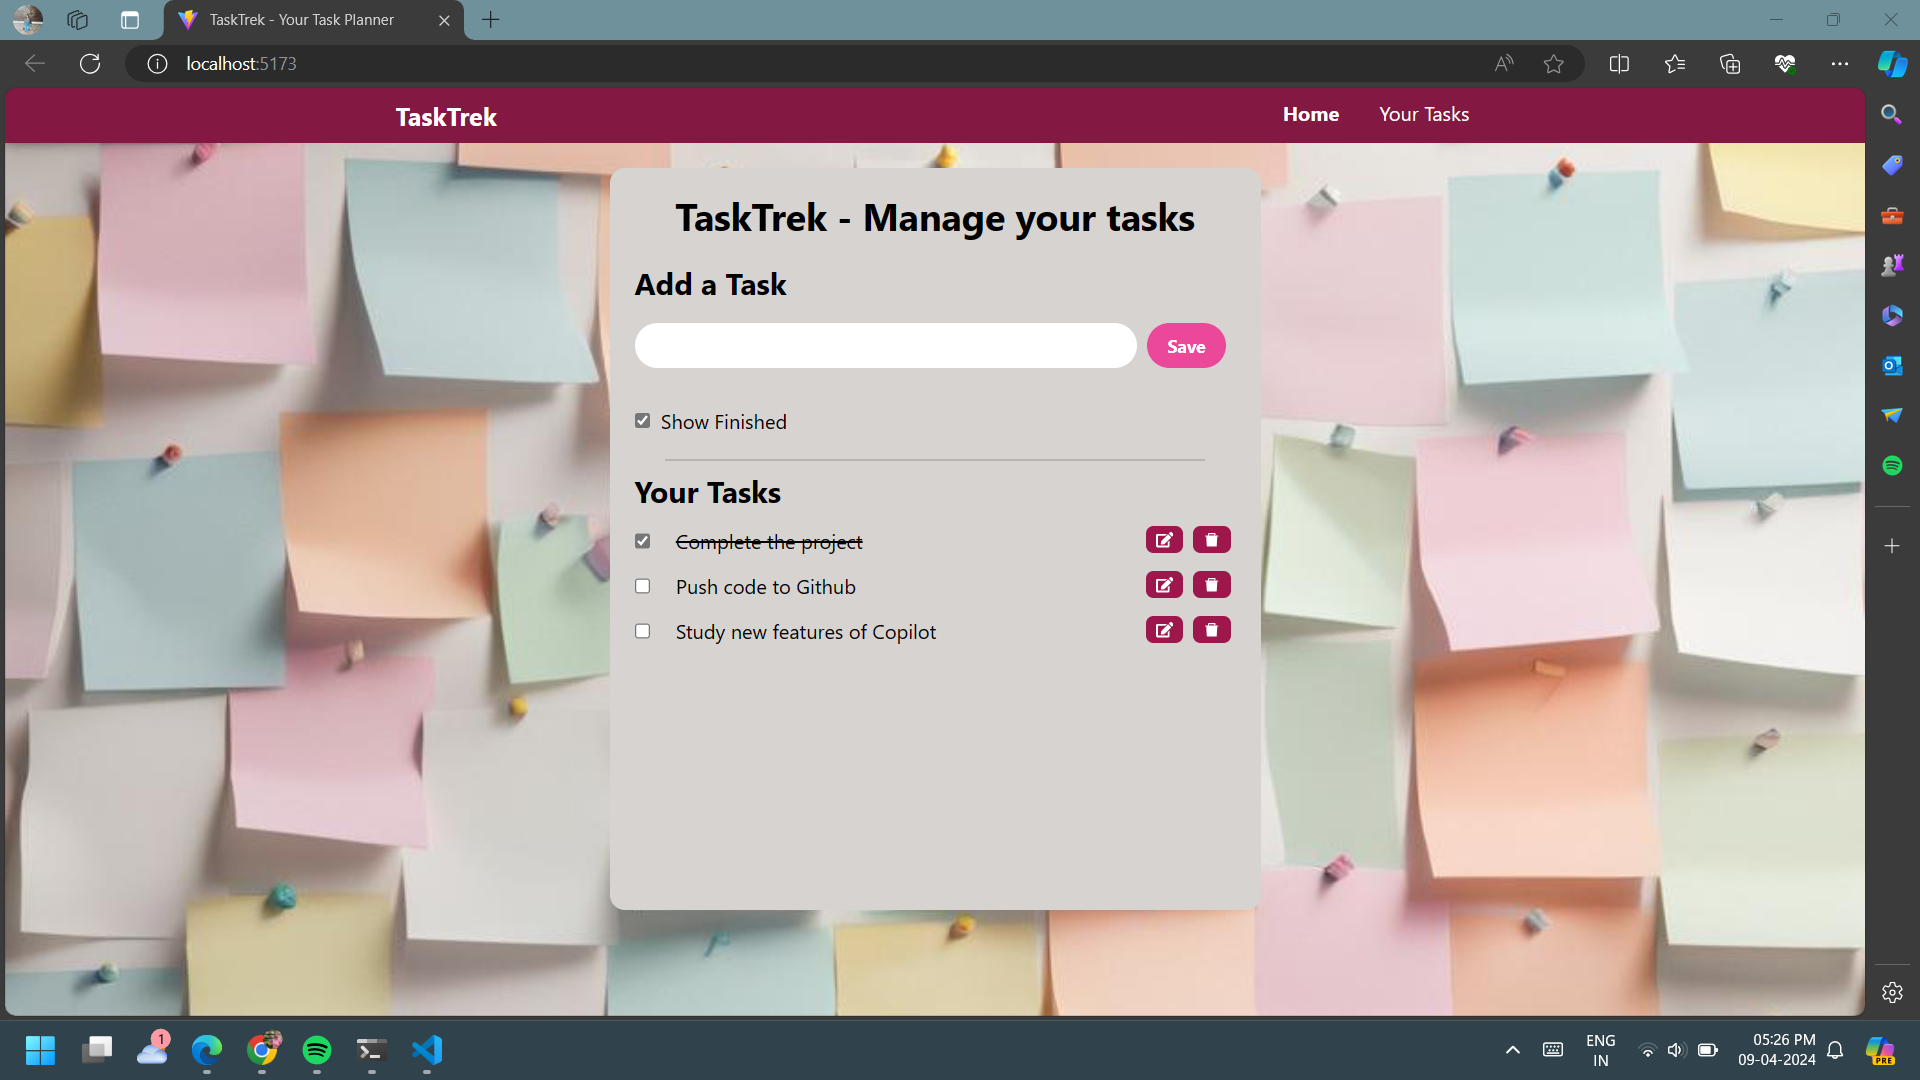 TaskTrek - Your Task Planner
localhost:5173
TaskTrek
Home
Your Tasks
TaskTrek - Manage your tasks
Add a Task
Save
Show Finished
Your Tasks
Complete the project
Push code to Github
Study new features of Copilot
1
ENG
IN
05:26 PM
09-04-2024
PRE